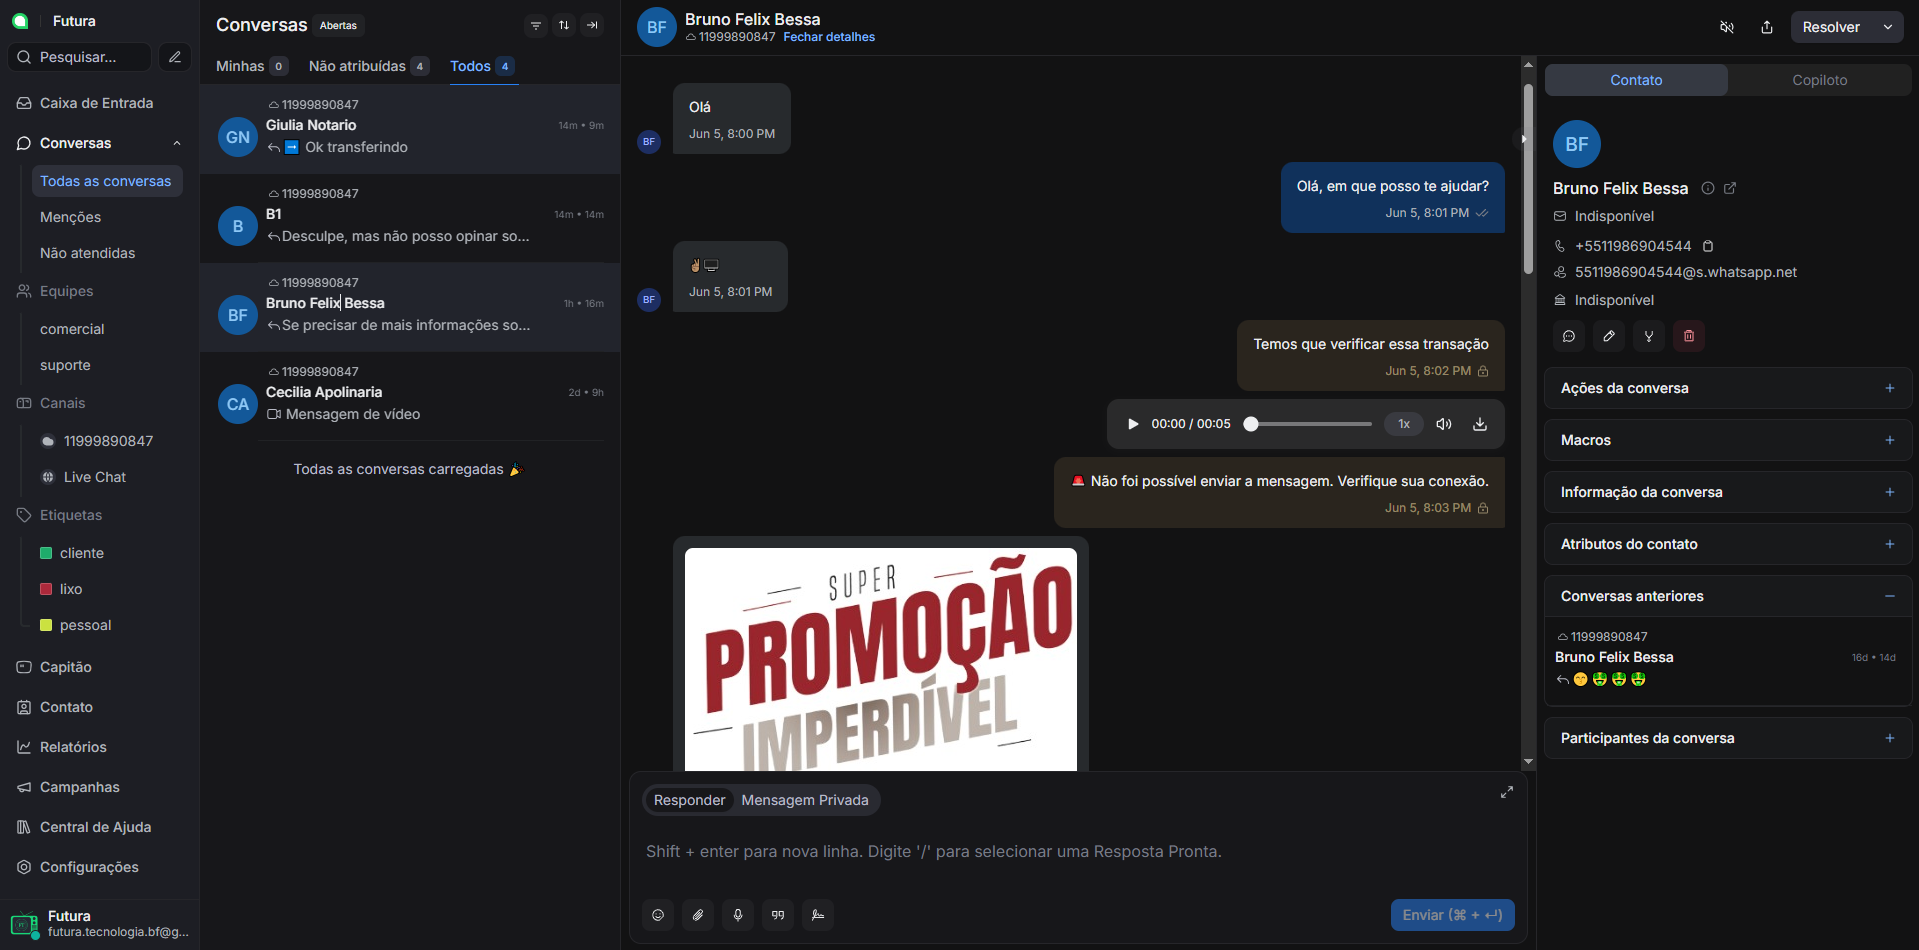 Futura
Pesquisar...
Caixa de Entrada
Conversas
Todas as conversas
Menções
Não atendidas
Equipes
comercial
suporte
Canais
11999890847
Live Chat
Etiquetas
cliente
lixo
pessoal
Capitão
Contato
Relatórios
Campanhas
Central de Ajuda
Configurações
Futura
futura.tecnologia.bf@g...
Conversas Abertas
Minhas 0 Não atribuídas 4 Todos 4
11999890847
GN Giulia Notario 14m • 9m
➡️ Ok transferindo
11999890847
B B1 14m • 14m
Desculpe, mas não posso opinar so...
11999890847
BF Bruno Felix Bessa 1h • 16m
Se precisar de mais informações so...
11999890847
CA Cecilia Apolinaria 2d • 9h
Mensagem de vídeo
Todas as conversas carregadas 🎉
BF Bruno Felix Bessa
11999890847 Fechar detalhes
Resolver
Olá
Jun 5, 8:00 PM
BF
Olá, em que posso te ajudar?
Jun 5, 8:01 PM
✌🏽🖥️
Jun 5, 8:01 PM
BF
Temos que verificar essa transação
Jun 5, 8:02 PM
00:00 / 00:05 1x
🚨 Não foi possível enviar a mensagem. Verifique sua conexão.
Jun 5, 8:03 PM
SUPER
PROMOÇÃO
IMPERDÍVEL
Responder Mensagem Privada
Shift + enter para nova linha. Digite '/' para selecionar uma Resposta Pronta.
Enviar (⌘ + ↵)
Contato Copiloto
BF
Bruno Felix Bessa
Indisponível
+5511986904544
5511986904544@s.whatsapp.net
Indisponível
Ações da conversa +
Macros +
Informação da conversa +
Atributos do contato +
Conversas anteriores −
11999890847
Bruno Felix Bessa 16d • 14d
😁🤑🤑🤑
Participantes da conversa +